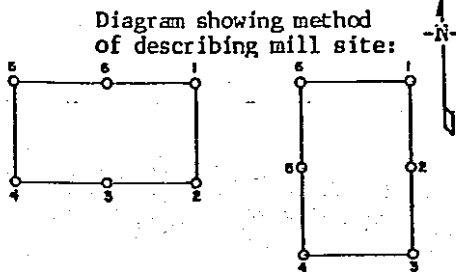 Diagram showing method
of describing mill site:
-N-
5 6 1
4 3 2
6 1
5 2
4 3